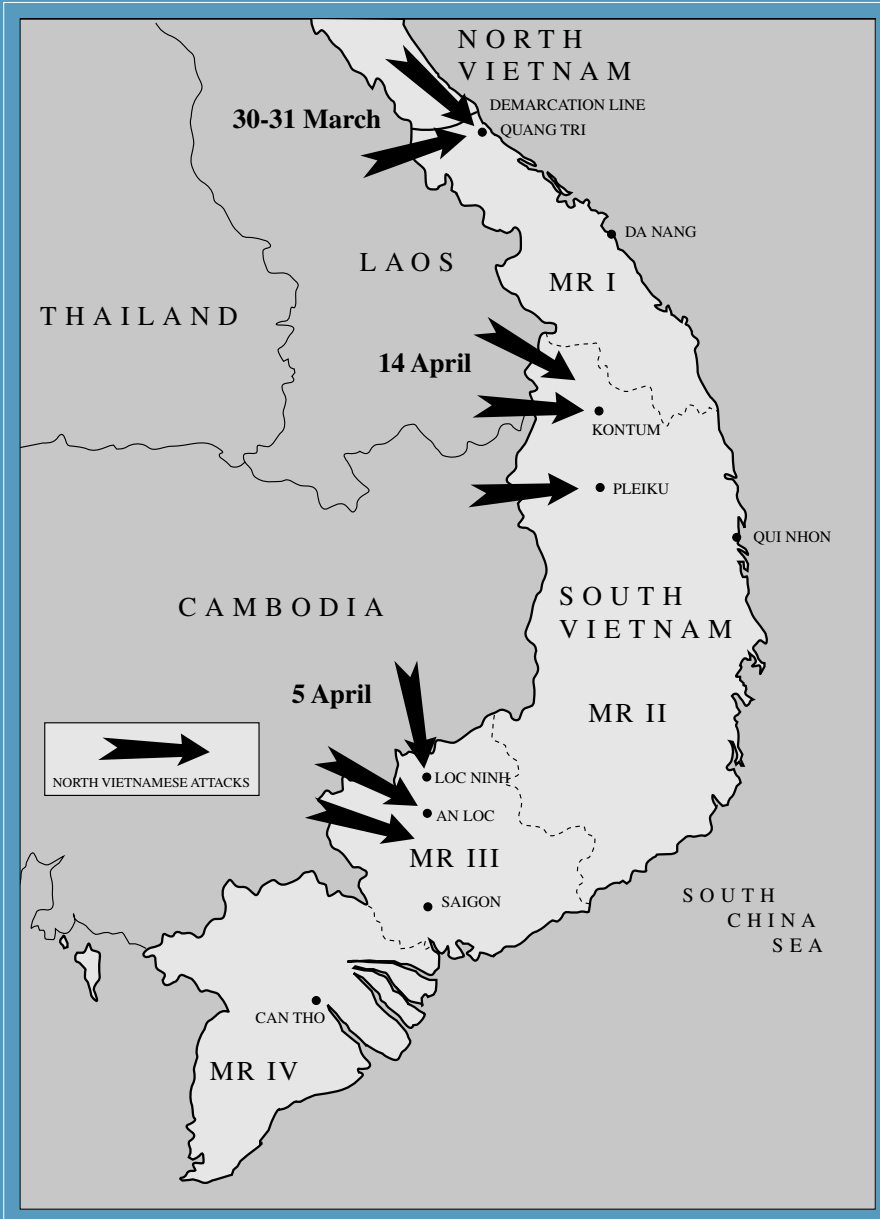 NORTH
VIETNAM
DEMARCATION LINE
30-31 March
QUANG TRI
DA NANG
LAOS
MR I
THAILAND
14 April
KONTUM
PLEIKU
QUI NHON
CAMBODIA
SOUTH
VIETNAM
5 April
MR II
NORTH VIETNAMESE ATTACKS
LOC NINH
AN LOC
MR III
SAIGON
SOUTH
CHINA
SEA
CAN THO
MR IV